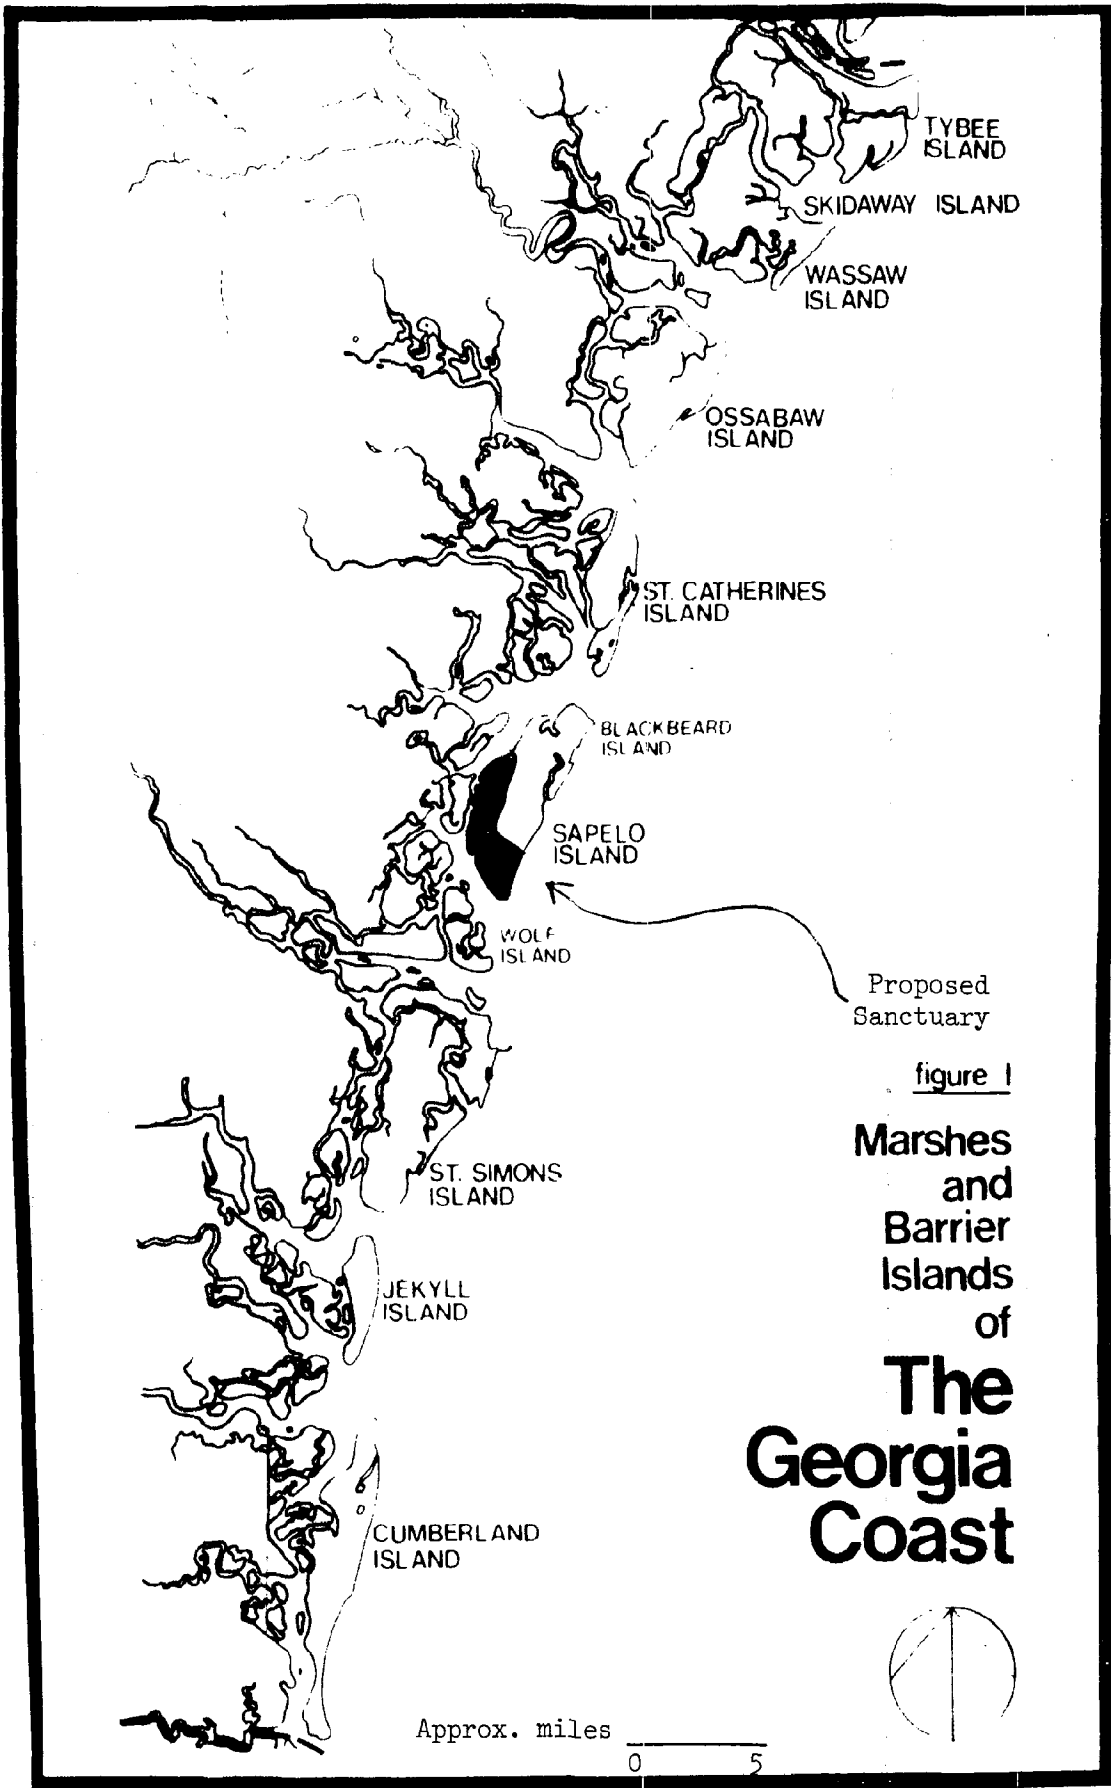 TYBEE
ISLAND
SKIDAWAY ISLAND
WASSAW
ISLAND
OSSABAW
ISLAND
ST. CATHERINES
ISLAND
BLACKBEARD
ISLAND
SAPELO
ISLAND
WOLF
ISLAND
Proposed
Sanctuary
figure 1
Marshes
and
Barrier
Islands
of
The
Georgia
Coast
ST. SIMONS
ISLAND
JEKYLL
ISLAND
CUMBERLAND
ISLAND
Approx. miles
0 5